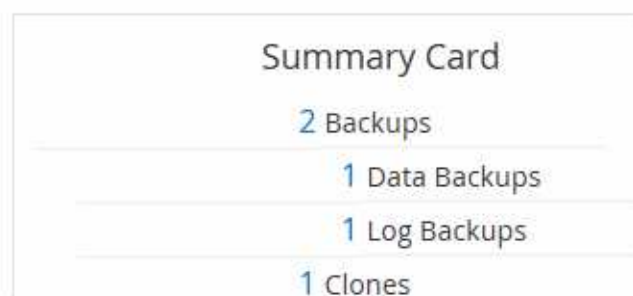 Summary Card
2 Backups
1 Data Backups
1 Log Backups
1 Clones